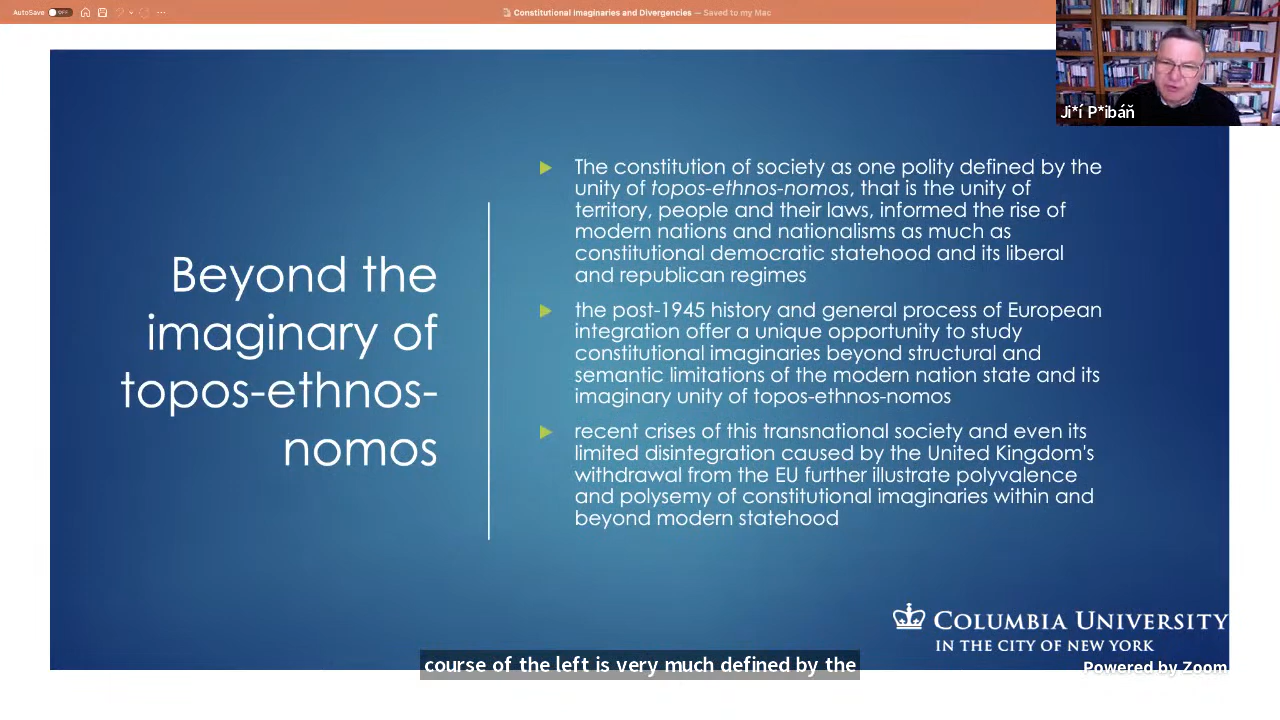 AutoSave OFF
Constitutional Imaginaries and Divergencies — Saved to my Mac
Ji*í P*ibáň
Beyond the
imaginary of
topos-ethnos-
nomos
The constitution of society as one polity defined by the
unity of topos-ethnos-nomos, that is the unity of
territory, people and their laws, informed the rise of
modern nations and nationalisms as much as
constitutional democratic statehood and its liberal
and republican regimes
the post-1945 history and general process of European
integration offer a unique opportunity to study
constitutional imaginaries beyond structural and
semantic limitations of the modern nation state and its
imaginary unity of topos-ethnos-nomos
recent crises of this transnational society and even its
limited disintegration caused by the United Kingdom's
withdrawal from the EU further illustrate polyvalence
and polysemy of constitutional imaginaries within and
beyond modern statehood
COLUMBIA UNIVERSITY
IN THE CITY OF NEW YORK
course of the left is very much defined by the
Powered by Zoom